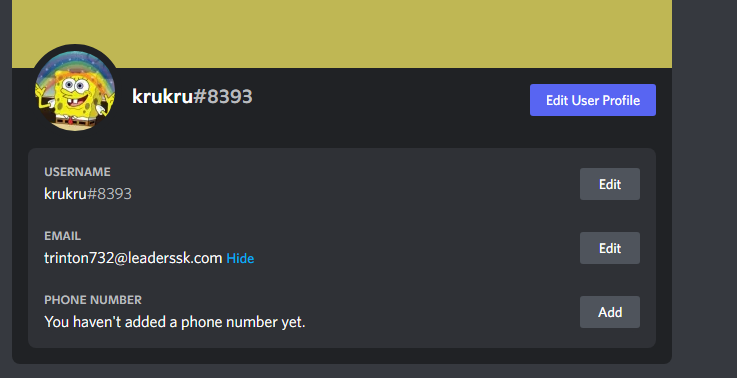 krukru#8393
Edit User Profile
USERNAME
krukru#8393
Edit
EMAIL
trinton732@leaderssk.com Hide
Edit
PHONE NUMBER
You haven't added a phone number yet.
Add